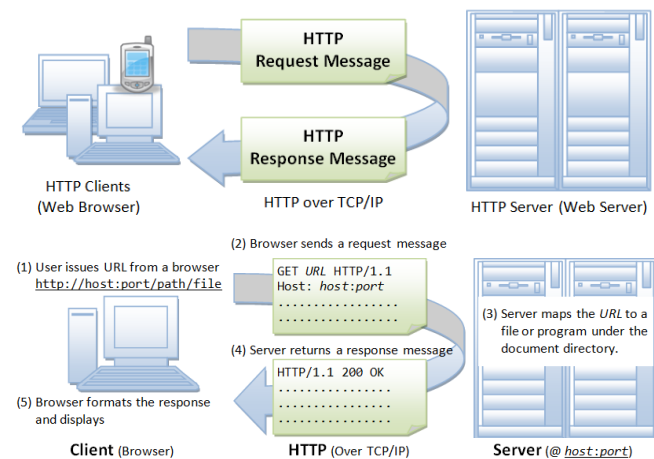 HTTP
Request Message
HTTP
Response Message
HTTP Clients
(Web Browser)
HTTP over TCP/IP
HTTP Server (Web Server)
(2) Browser sends a request message
(1) User issues URL from a browser
http://host:port/path/file
GET URL HTTP/1.1
Host: host:port
................
................
(3) Server maps the URL to a
file or program under the
document directory.
(4) Server returns a response message
HTTP/1.1 200 OK
................
................
................
(5) Browser formats the response
and displays
Client (Browser)
HTTP (Over TCP/IP)
Server (@ host:port)